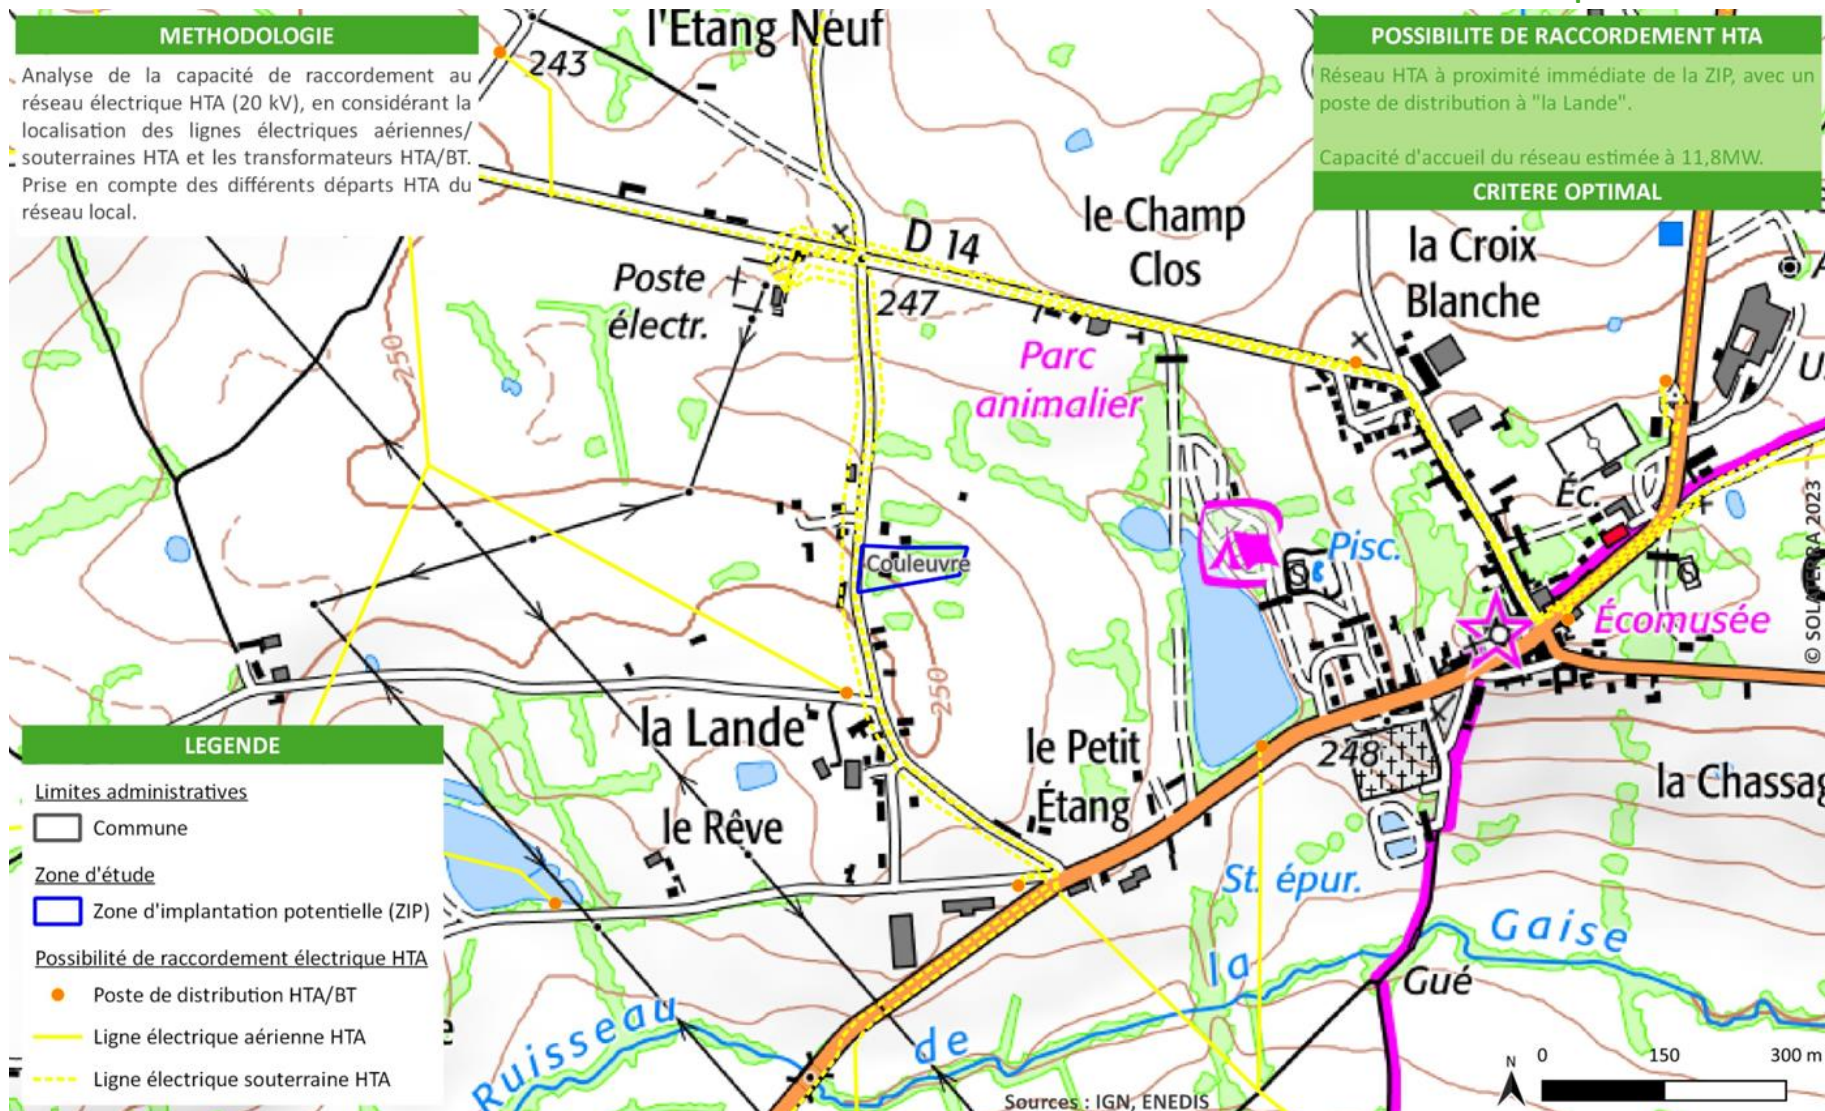 METHODOLOGIE
Analyse de la capacité de raccordement au
réseau électrique HTA (20 kV), en considérant la
localisation des lignes électriques aériennes/
souterraines HTA et les transformateurs HTA/BT.
Prise en compte des différents départs HTA du
réseau local.
POSSIBILITE DE RACCORDEMENT HTA
Réseau HTA à proximité immédiate de la ZIP, avec un
poste de distribution à "la Lande".
Capacité d'accueil du réseau estimée à 11,8MW.
CRITERE OPTIMAL
l'Etang Neuf
243
D 14
le Champ
Clos
la Croix
Blanche
Poste
électr.
247
250
Parc
animalier
Éc.
Pisc.
Couleuvre
Écomusée
250
la Lande
le Petit
Étang
248
la Chassag
le Rêve
St. épur.
Ruisseau de la Gaise
Gué
LEGENDE
Limites administratives
Commune
Zone d'étude
Zone d'implantation potentielle (ZIP)
Possibilité de raccordement électrique HTA
Poste de distribution HTA/BT
Ligne électrique aérienne HTA
Ligne électrique souterraine HTA
Sources : IGN, ENEDIS
N
0 150 300 m
© SOLATERRA 2023